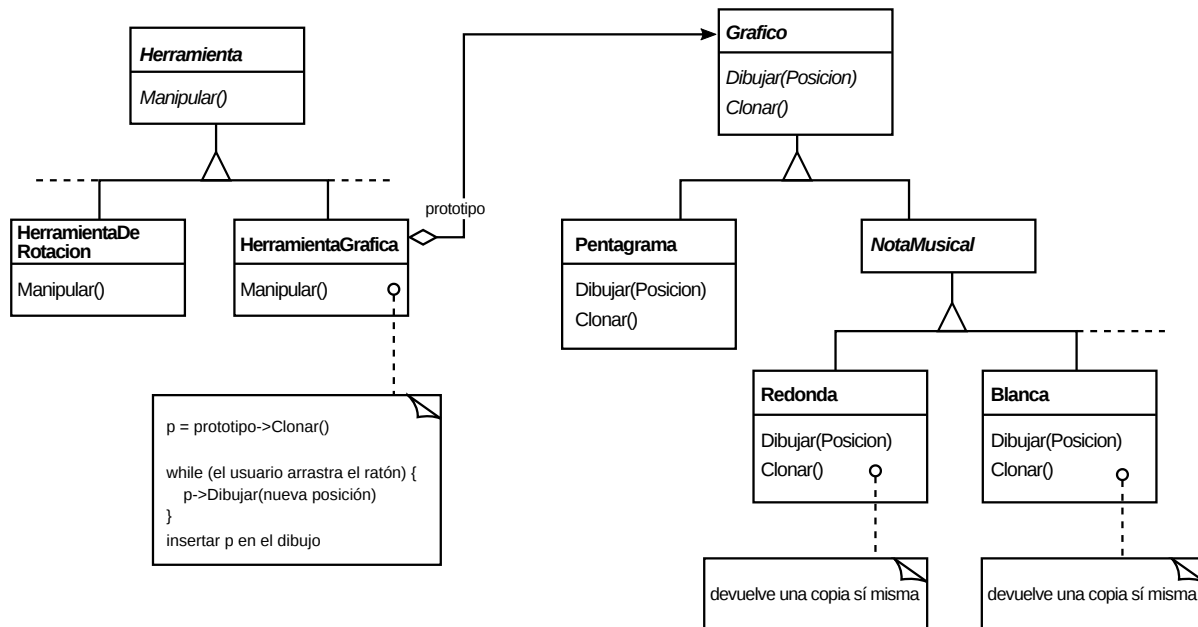 Herramienta
Manipular()
Grafico
Dibujar(Posicion)
Clonar()
prototipo
HerramientaDe
Rotacion
Manipular()
HerramientaGrafica
Manipular()
Pentagrama
Dibujar(Posicion)
Clonar()
NotaMusical
Redonda
Dibujar(Posicion)
Clonar()
Blanca
Dibujar(Posicion)
Clonar()
p = prototipo->Clonar()
while (el usuario arrastra el ratón) {
p->Dibujar(nueva posición)
}
insertar p en el dibujo
devuelve una copia sí misma
devuelve una copia sí misma